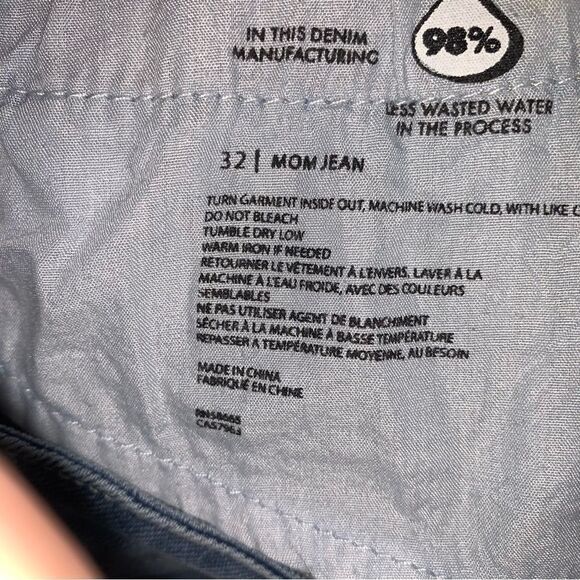 IN THIS DENIM
MANUFACTURING
98%
LESS WASTED WATER
IN THE PROCESS
32 | MOM JEAN
TURN GARMENT INSIDE OUT, MACHINE WASH COLD, WITH LIKE
DO NOT BLEACH
TUMBLE DRY LOW
WARM IRON IF NEEDED
RETOURNER LE VÊTEMENT À L'ENVERS, LAVER À LA
MACHINE À L'EAU FROIDE, AVEC DES COULEURS
SEMBLABLES
NE PAS UTILISER AGENT DE BLANCHIMENT
SÉCHER À LA MACHINE À BASSE TEMPÉRATURE
REPASSER À TEMPÉRATURE MOYENNE, AU BESOIN
MADE IN CHINA
FABRIQUÉ EN CHINE